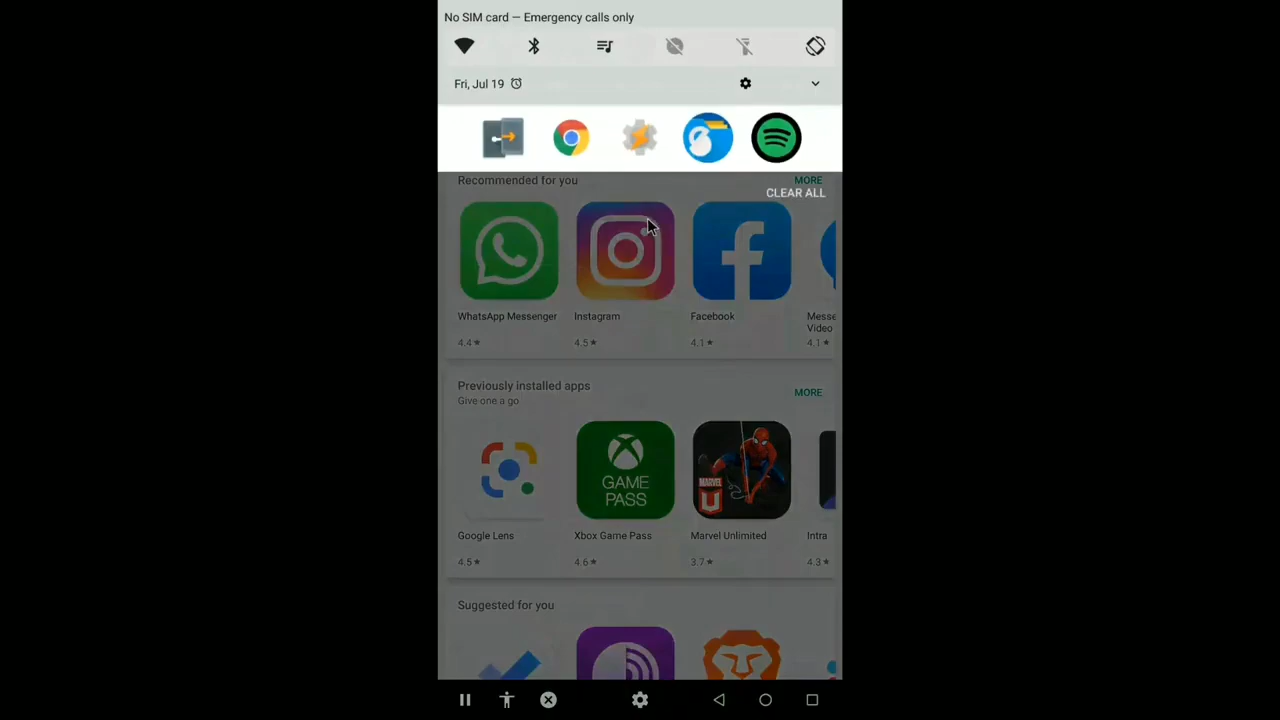 No SIM card — Emergency calls only
Fri, Jul 19
Recommended for you
MORE
CLEAR ALL
WhatsApp Messenger
Instagram
Facebook
Messe
Video
4.4★
4.5★
4.1★
4.1★
Previously installed apps
MORE
Give one a go
GAME
PASS
MARVEL
U
Google Lens
Xbox Game Pass
Marvel Unlimited
Intra
4.5★
4.6★
3.7★
4.3★
Suggested for you